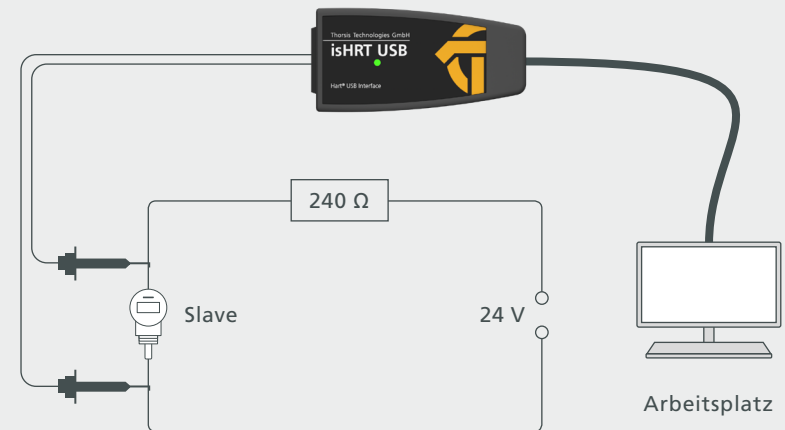 Thorsis Technologies GmbH
isHRT USB
Hart® USB Interface
240 Ω
Slave
24 V
Arbeitsplatz